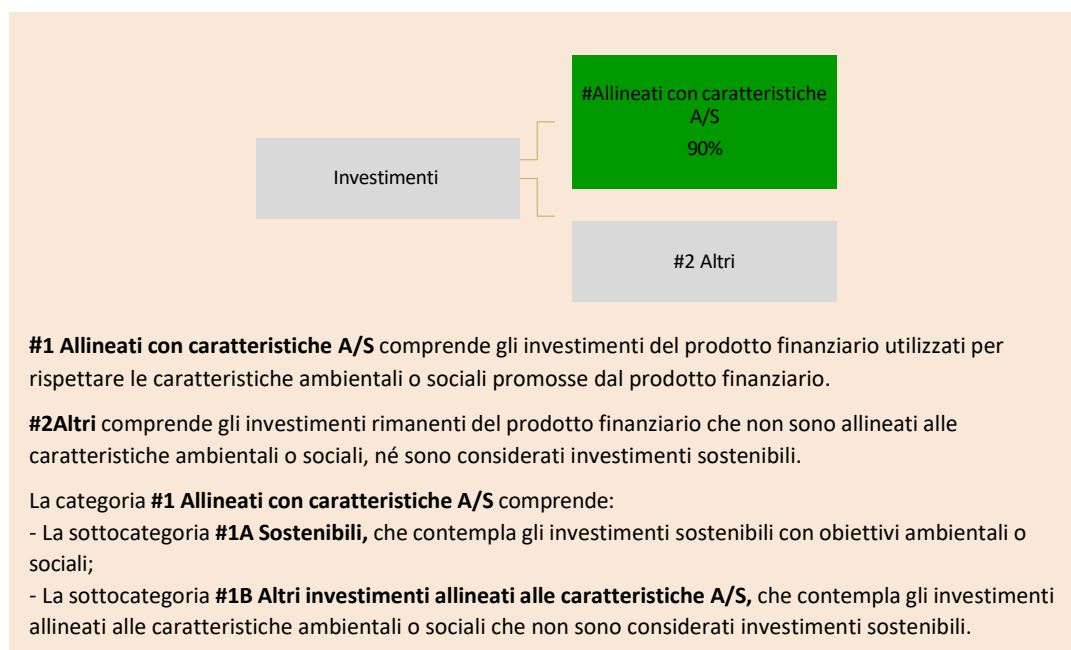 #Allineati con caratteristiche
A/S
90%
Investimenti
#2 Altri
#1 Allineati con caratteristiche A/S comprende gli investimenti del prodotto finanziario utilizzati per
rispettare le caratteristiche ambientali o sociali promosse dal prodotto finanziario.
#2Altri comprende gli investimenti rimanenti del prodotto finanziario che non sono allineati alle
caratteristiche ambientali o sociali, né sono considerati investimenti sostenibili.
La categoria #1 Allineati con caratteristiche A/S comprende:
- La sottocategoria #1A Sostenibili, che contempla gli investimenti sostenibili con obiettivi ambientali o
sociali;
- La sottocategoria #1B Altri investimenti allineati alle caratteristiche A/S, che contempla gli investimenti
allineati alle caratteristiche ambientali o sociali che non sono considerati investimenti sostenibili.